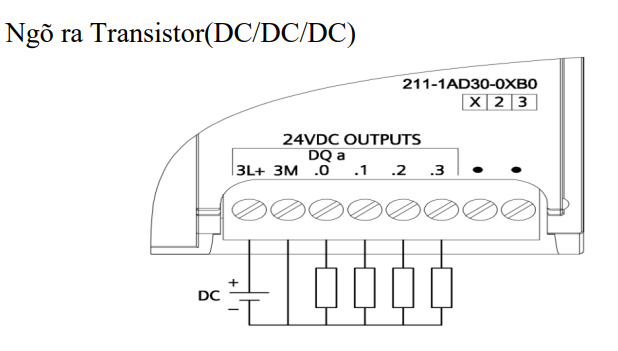 Ngõ ra Transistor(DC/DC/DC)
211-1AD30-0XB0
X 2 3
24VDC OUTPUTS
DQ a
3L+ 3M .0 .1 .2 .3
+
DC
−